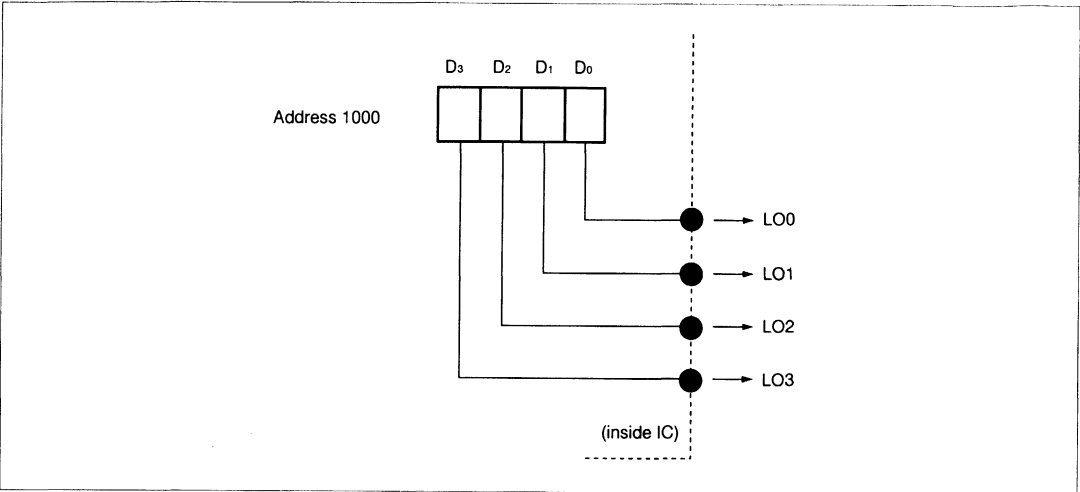 D3 D2 D1 D0
Address 1000
LO0
LO1
LO2
LO3
(inside IC)